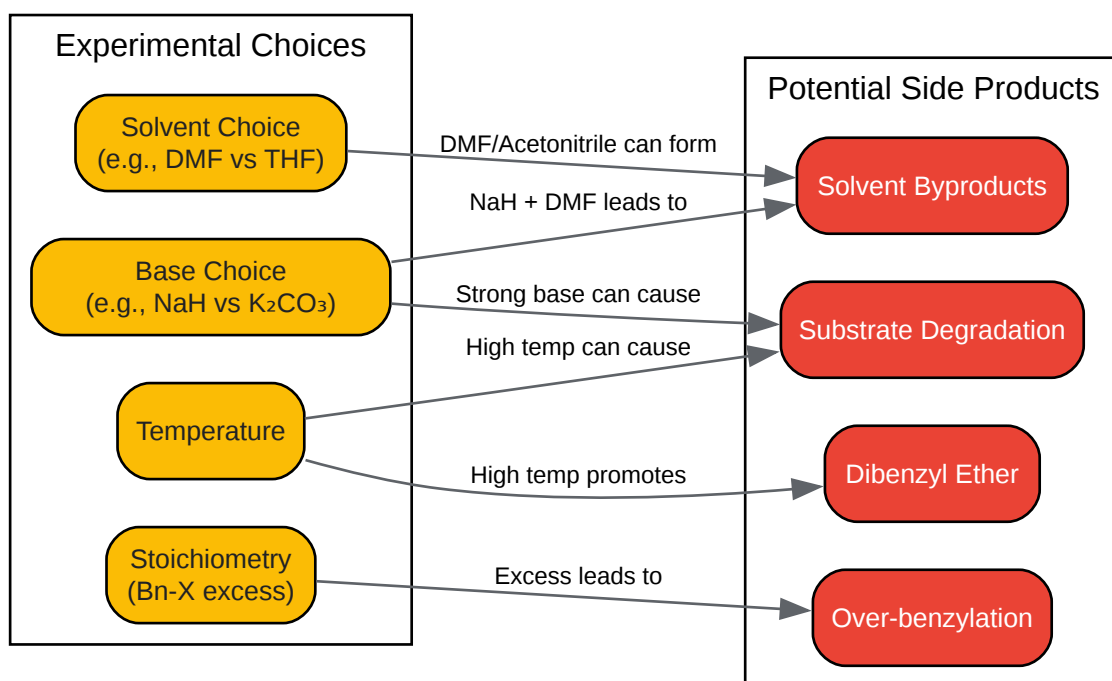 Experimental Choices
Solvent Choice
(e.g., DMF vs THF)
Base Choice
(e.g., NaH vs K₂CO₃)
Temperature
Stoichiometry
(Bn-X excess)
DMF/Acetonitrile can form
NaH + DMF leads to
Strong base can cause
High temp can cause
High temp promotes
Excess leads to
Potential Side Products
Solvent Byproducts
Substrate Degradation
Dibenzyl Ether
Over-benzylation